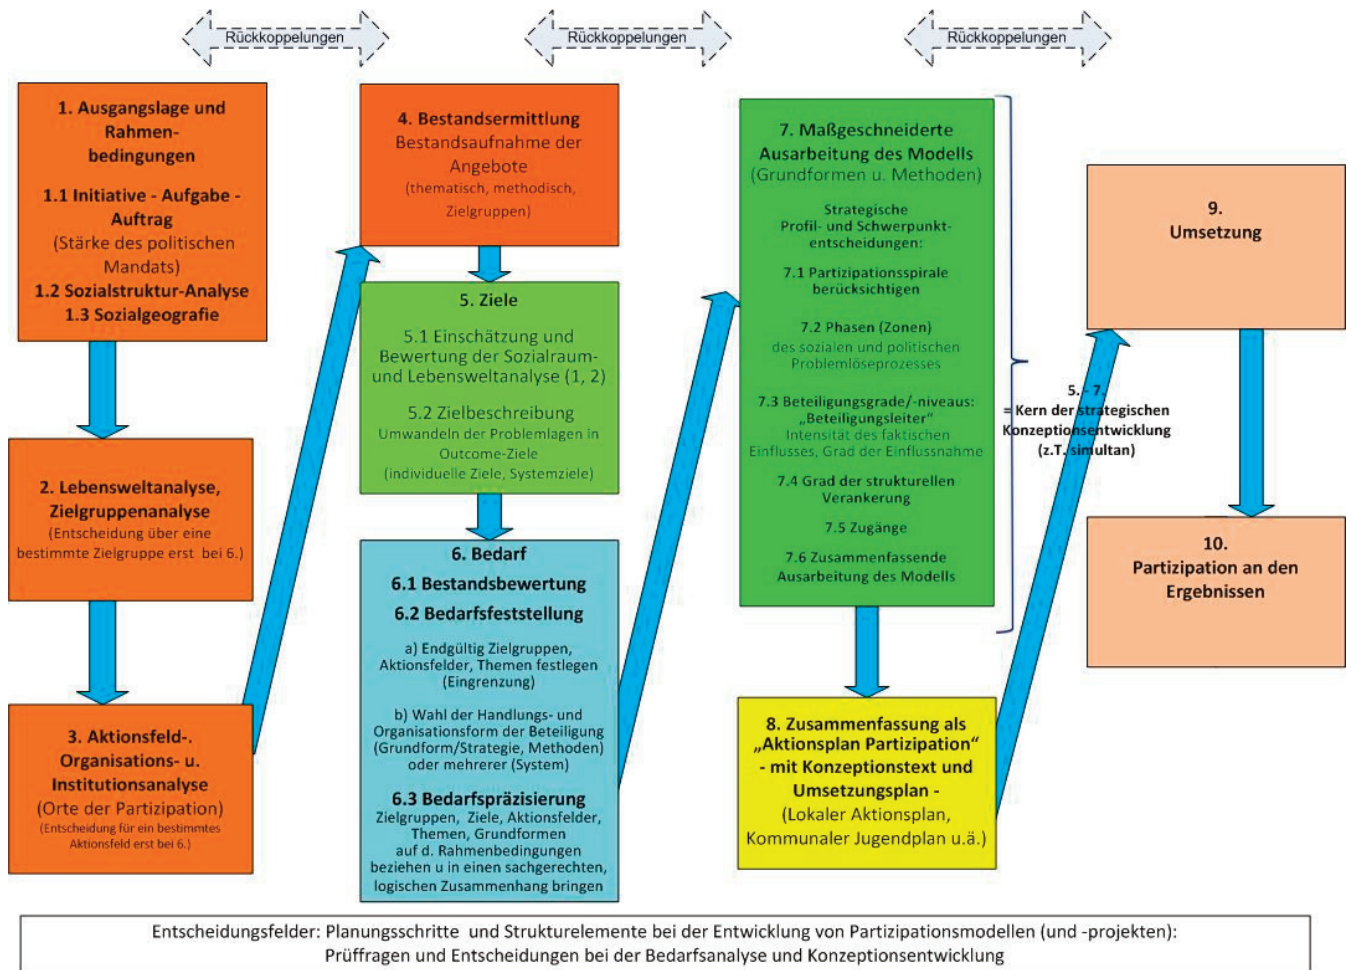 Rückkoppelungen
Rückkoppelungen
Rückkoppelungen
1. Ausgangslage und
Rahmen-
bedingungen
1.1 Initiative - Aufgabe -
Auftrag
(Stärke des politischen
Mandats)
1.2 Sozialstruktur-Analyse
1.3 Sozialgeografie
2. Lebensweltanalyse,
Zielgruppenanalyse
(Entscheidung über eine
bestimmte Zielgruppe erst bei 6.)
3. Aktionsfeld-.
Organisations- u.
Institutionsanalyse
(Orte der Partizipation)
(Entscheidung für ein bestimmtes
Aktionsfeld erst bei 6.)
4. Bestandsermittlung
Bestandsaufnahme der
Angebote
(thematisch, methodisch,
Zielgruppen)
5. Ziele
5.1 Einschätzung und
Bewertung der Sozialraum-
und Lebensweltanalyse (1, 2)
5.2 Zielbeschreibung
Umwandeln der Problemlagen in
Outcome-Ziele
(individuelle Ziele, Systemziele)
6. Bedarf
6.1 Bestandsbewertung
6.2 Bedarfsfeststellung
a) Endgültig Zielgruppen,
Aktionsfelder, Themen festlegen
(Eingrenzung)
b) Wahl der Handlungs- und
Organisationsform der Beteiligung
(Grundform/Strategie, Methoden)
oder mehrerer (System)
6.3 Bedarfspräzisierung
Zielgruppen, Ziele, Aktionsfelder,
Themen, Grundformen
auf d. Rahmenbedingungen
beziehen u in einen sachgerechten,
logischen Zusammenhang bringen
7. Maßgeschneiderte
Ausarbeitung des Modells
(Grundformen u. Methoden)
Strategische
Profil- und Schwerpunkt-
entscheidungen:
7.1 Partizipationsspirale
berücksichtigen
7.2 Phasen (Zonen)
des sozialen und politischen
Problemlöseprozesses
7.3 Beteiligungsgrade/-niveaus:
„Beteiligungsleiter“
Intensität des faktischen
Einflusses, Grad der Einflussnahme
7.4 Grad der strukturellen
Verankerung
7.5 Zugänge
7.6 Zusammenfassende
Ausarbeitung des Modells
5. - 7.
= Kern der strategischen
Konzeptionsentwicklung
(z.T. simultan)
8. Zusammenfassung als
„Aktionsplan Partizipation“
- mit Konzeptionstext und
Umsetzungsplan -
(Lokaler Aktionsplan,
Kommunaler Jugendplan u.ä.)
9.
Umsetzung
10.
Partizipation an den
Ergebnissen
Entscheidungsfelder: Planungsschritte und Strukturelemente bei der Entwicklung von Partizipationsmodellen (und -projekten):
Prüffragen und Entscheidungen bei der Bedarfsanalyse und Konzeptionsentwicklung